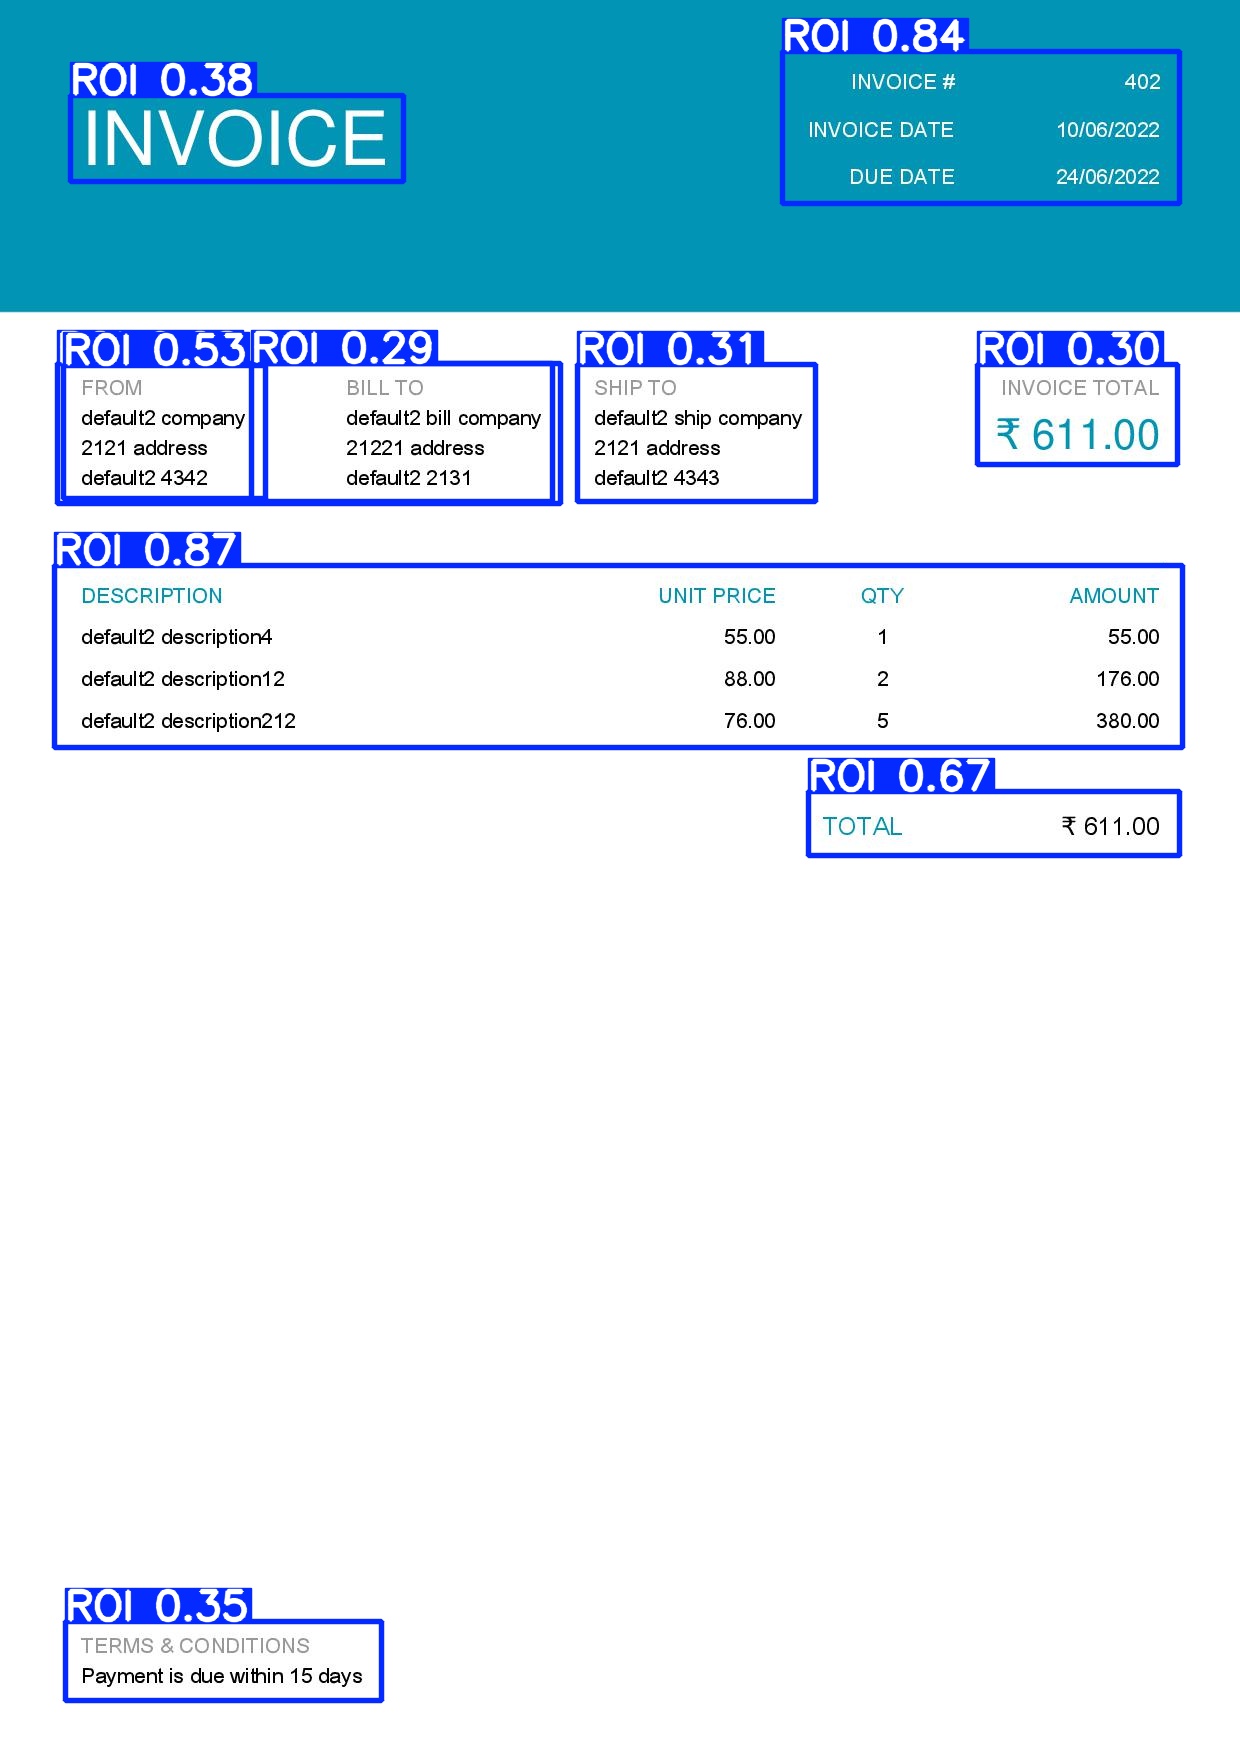 ROI 0.38
INVOICE
ROI 0.84
INVOICE # 402
INVOICE DATE 10/06/2022
DUE DATE 24/06/2022
ROI 0.53
FROM
default2 company
2121 address
default2 4342
ROI 0.29
BILL TO
default2 bill company
21221 address
default2 2131
ROI 0.31
SHIP TO
default2 ship company
2121 address
default2 4343
ROI 0.30
INVOICE TOTAL
₹ 611.00
ROI 0.87
DESCRIPTION UNIT PRICE QTY AMOUNT
default2 description4 55.00 1 55.00
default2 description12 88.00 2 176.00
default2 description212 76.00 5 380.00
ROI 0.67
TOTAL ₹ 611.00
ROI 0.35
TERMS & CONDITIONS
Payment is due within 15 days